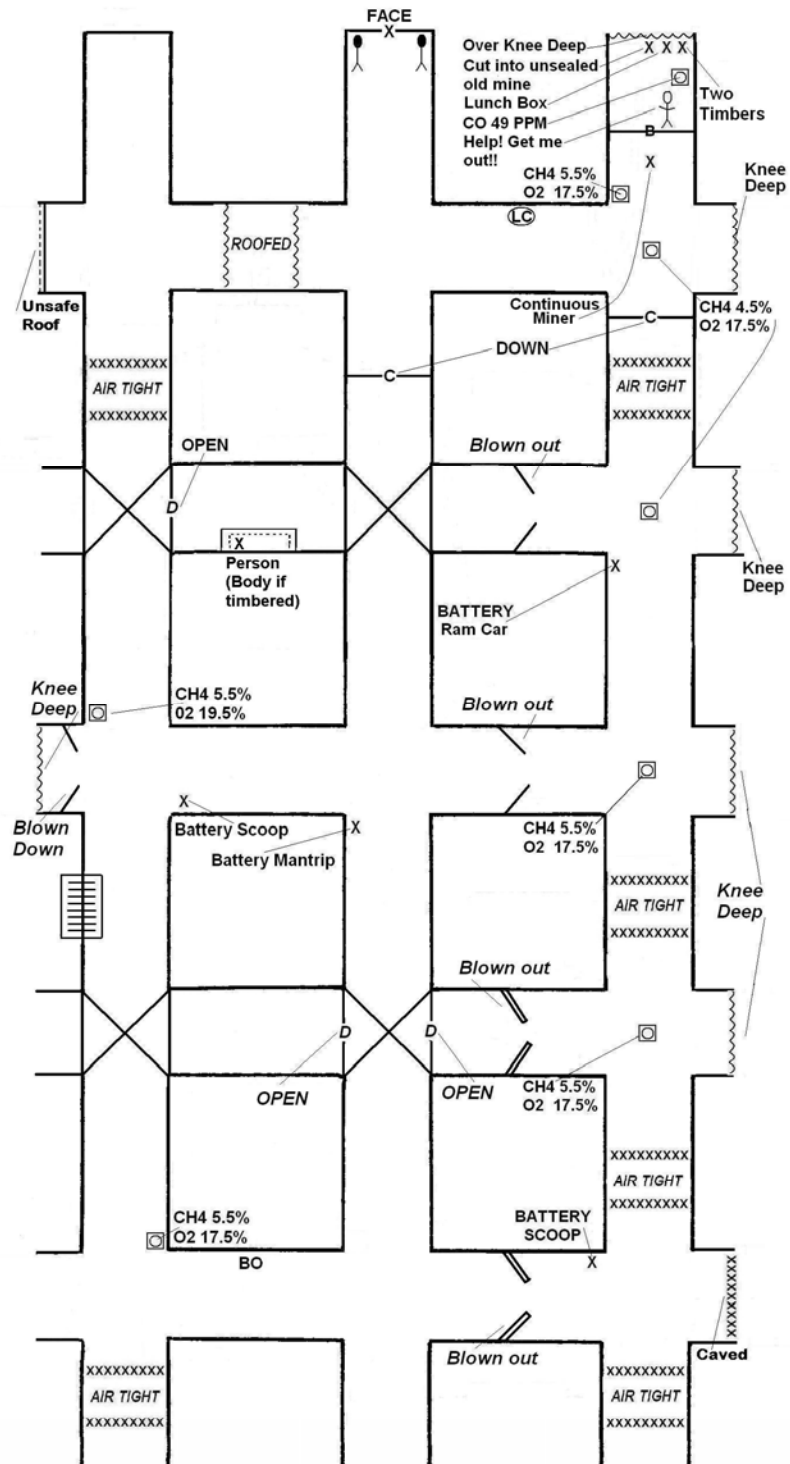 FACE
X
Over Knee Deep
Cut into unsealed
old mine
Lunch Box
CO 49 PPM
Help! Get me
out!!
X X X
Two
Timbers
B
CH4 5.5%
O2 17.5%
X
Knee
Deep
LC
ROOFED
Unsafe
Roof
Continuous
Miner
CH4 4.5%
O2 17.5%
C
DOWN
C
XXXXXXXXX
AIR TIGHT
XXXXXXXXX
XXXXXXXXX
AIR TIGHT
XXXXXXXXX
OPEN
Blown out
D
X
Person
(Body if
timbered)
X
Knee
Deep
BATTERY
Ram Car
Knee
Deep
CH4 5.5%
02 19.5%
Blown out
X
Battery Scoop
X
Battery Mantrip
Blown
Down
CH4 5.5%
O2 17.5%
XXXXXXXXX
AIR TIGHT
XXXXXXXXX
Knee
Deep
Blown out
D
D
OPEN
OPEN
CH4 5.5%
O2 17.5%
XXXXXXXXX
AIR TIGHT
XXXXXXXXX
CH4 5.5%
O2 17.5%
BO
BATTERY
SCOOP
X
XXXXXXXXX
Caved
Blown out
XXXXXXXXX
AIR TIGHT
XXXXXXXXX
XXXXXXXXX
AIR TIGHT
XXXXXXXXX